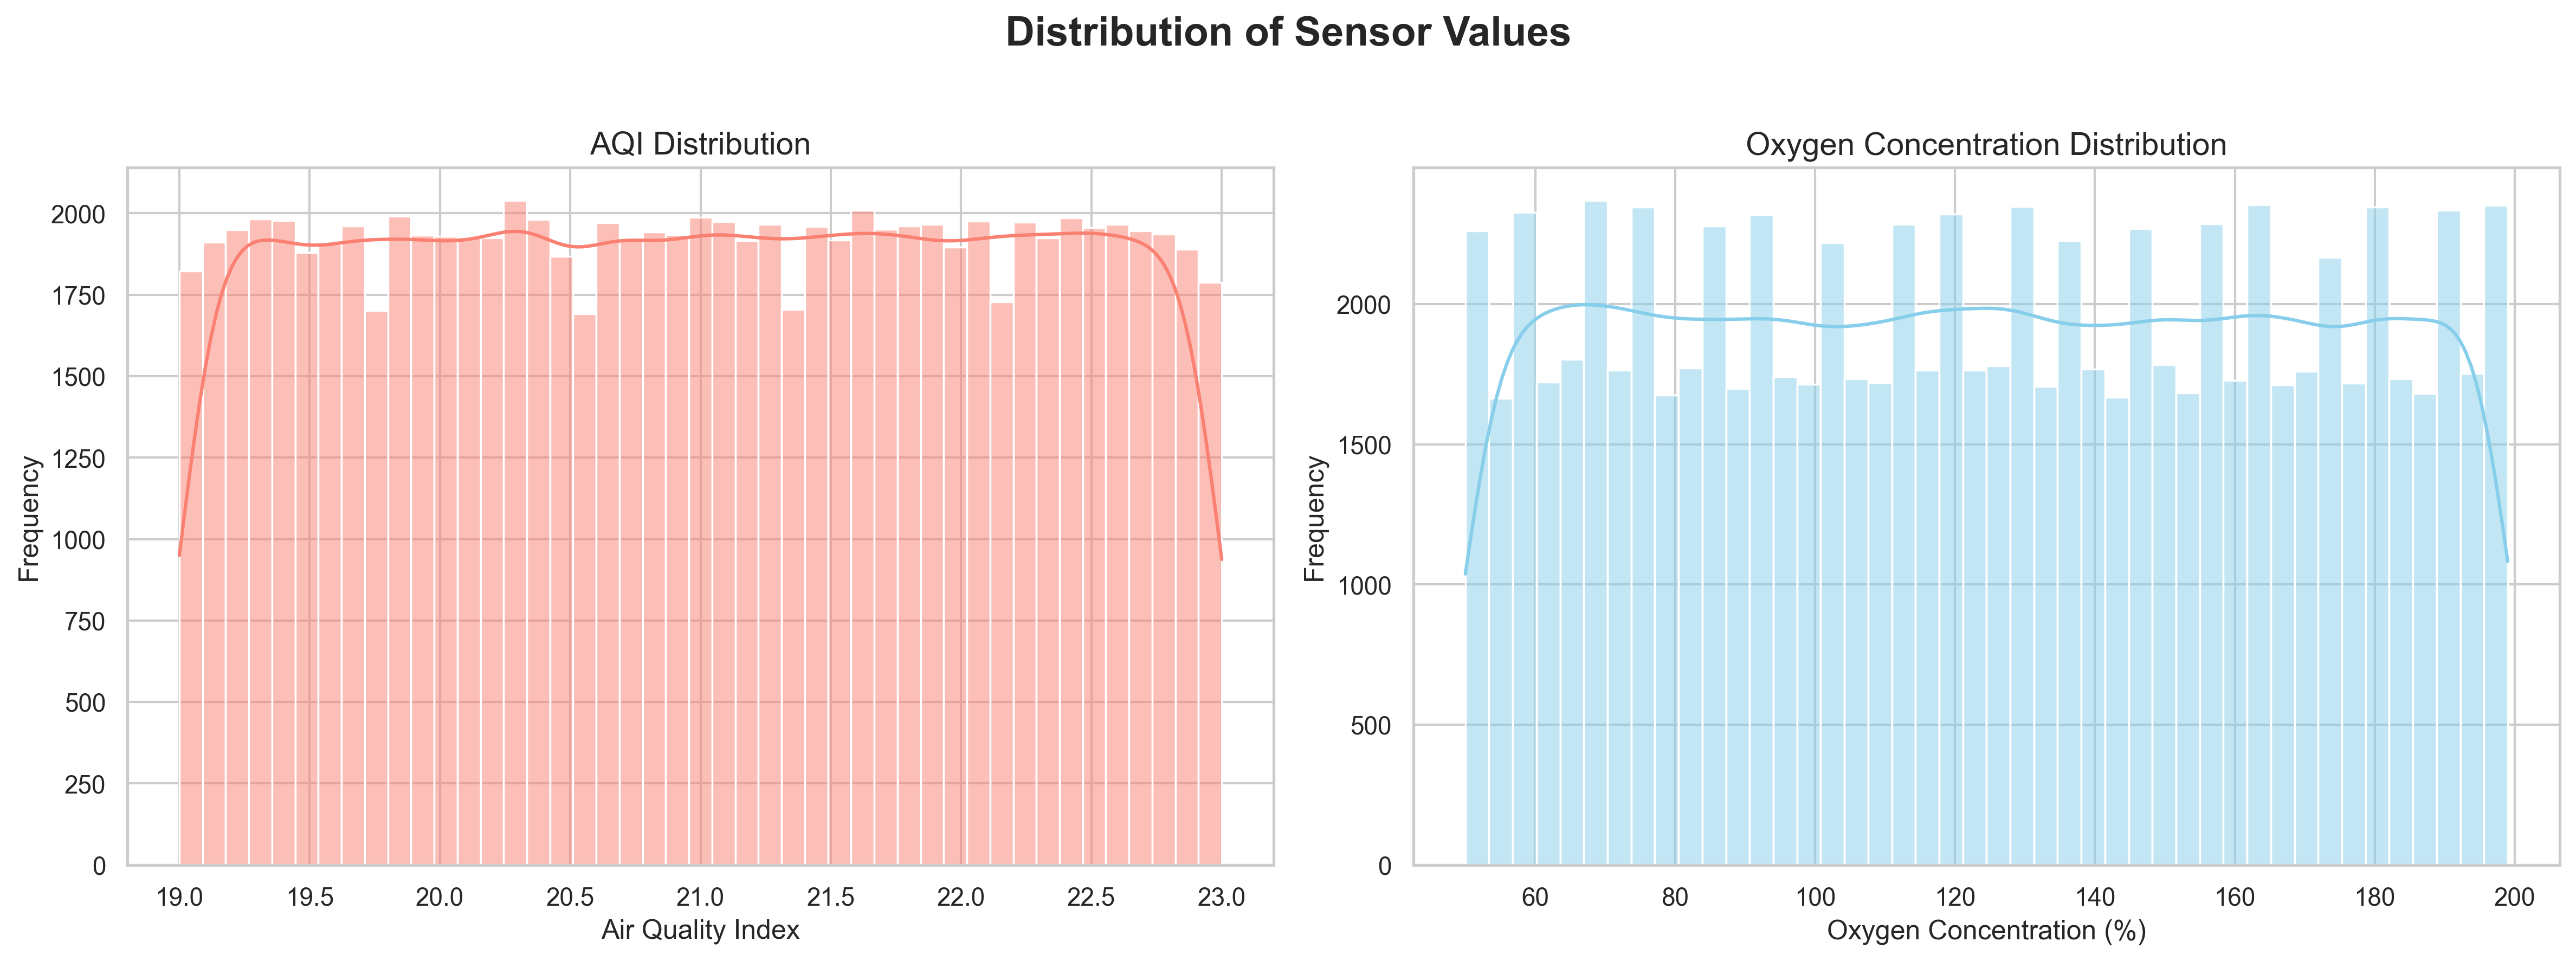 Distribution of Sensor Values
AQI Distribution
2000
1750
1500
1250
1000
750
500
250
0
Frequency
19.0 19.5 20.0 20.5 21.0 21.5 22.0 22.5 23.0
Air Quality Index
Oxygen Concentration Distribution
2000
1500
1000
500
0
Frequency
60 80 100 120 140 160 180 200
Oxygen Concentration (%)